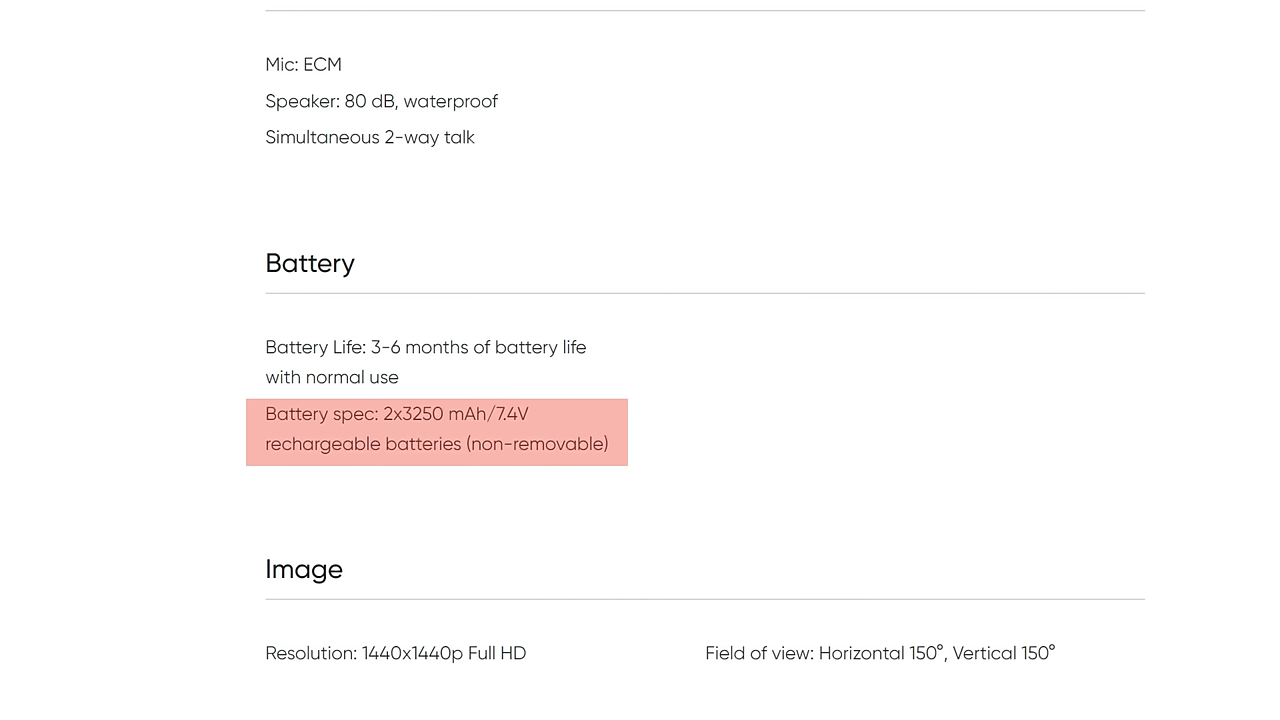 Mic: ECM
Speaker: 80 dB, waterproof
Simultaneous 2-way talk
Battery
Battery Life: 3-6 months of battery life
with normal use
Battery spec: 2x3250 mAh/7.4V
rechargeable batteries (non-removable)
Image
Resolution: 1440x1440p Full HD
Field of view: Horizontal 150°, Vertical 150°